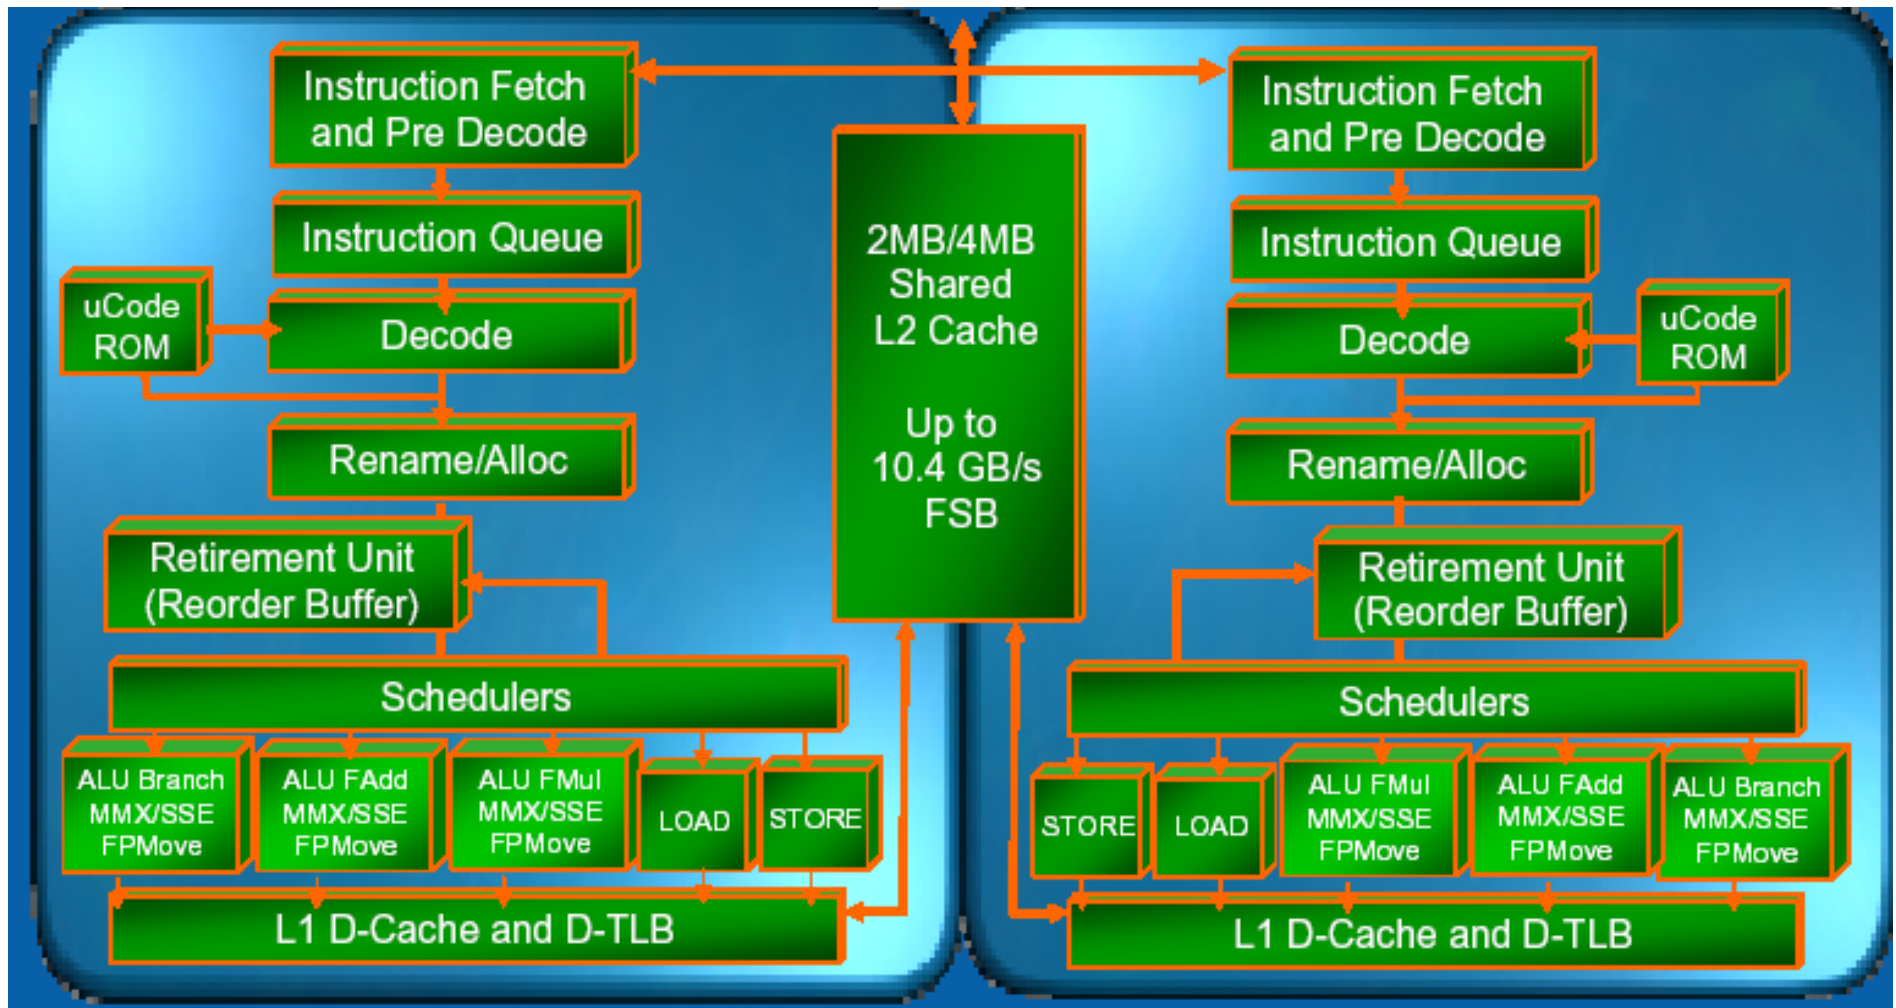 Instruction Fetch
and Pre Decode
Instruction Queue
uCode
ROM
Decode
Rename/Alloc
Retirement Unit
(Reorder Buffer)
Schedulers
ALU Branch
MMX/SSE
FPMove
ALU FAdd
MMX/SSE
FPMove
ALU FMul
MMX/SSE
FPMove
LOAD
STORE
L1 D-Cache and D-TLB
2MB/4MB
Shared
L2 Cache
Up to
10.4 GB/s
FSB
Instruction Fetch
and Pre Decode
Instruction Queue
Decode
uCode
ROM
Rename/Alloc
Retirement Unit
(Reorder Buffer)
Schedulers
STORE
LOAD
ALU FMul
MMX/SSE
FPMove
ALU FAdd
MMX/SSE
FPMove
ALU Branch
MMX/SSE
FPMove
L1 D-Cache and D-TLB